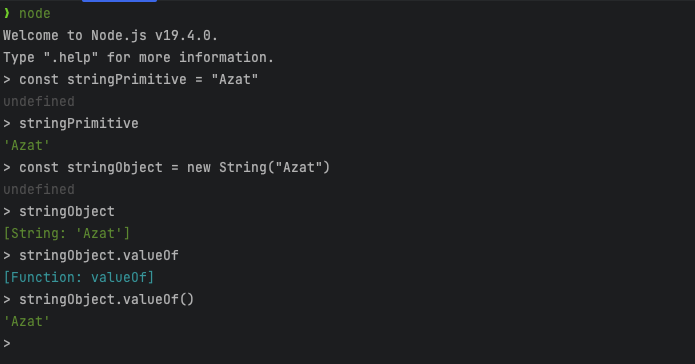 ❯ node
Welcome to Node.js v19.4.0.
Type ".help" for more information.
> const stringPrimitive = "Azat"
undefined
> stringPrimitive
'Azat'
> const stringObject = new String("Azat")
undefined
> stringObject
[String: 'Azat']
> stringObject.valueOf
[Function: valueOf]
> stringObject.valueOf()
'Azat'
>